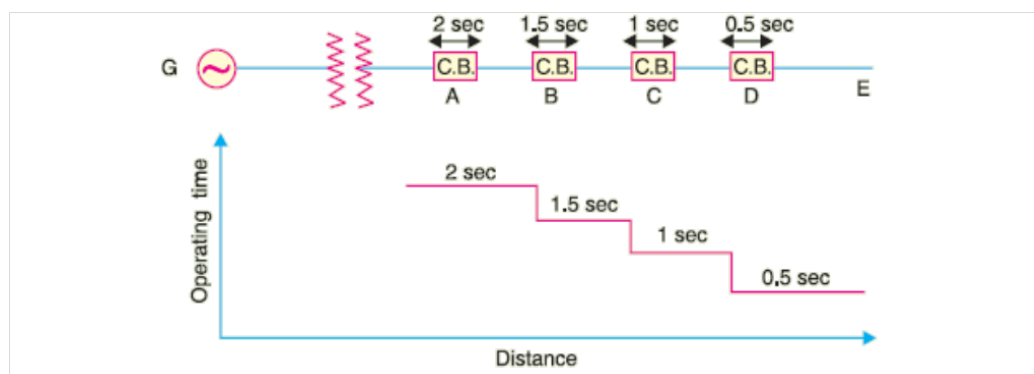 2 sec 1.5 sec 1 sec 0.5 sec
G C.B. C.B. C.B. C.B.
A B C D E
2 sec
1.5 sec
1 sec
0.5 sec
Operating time
Distance